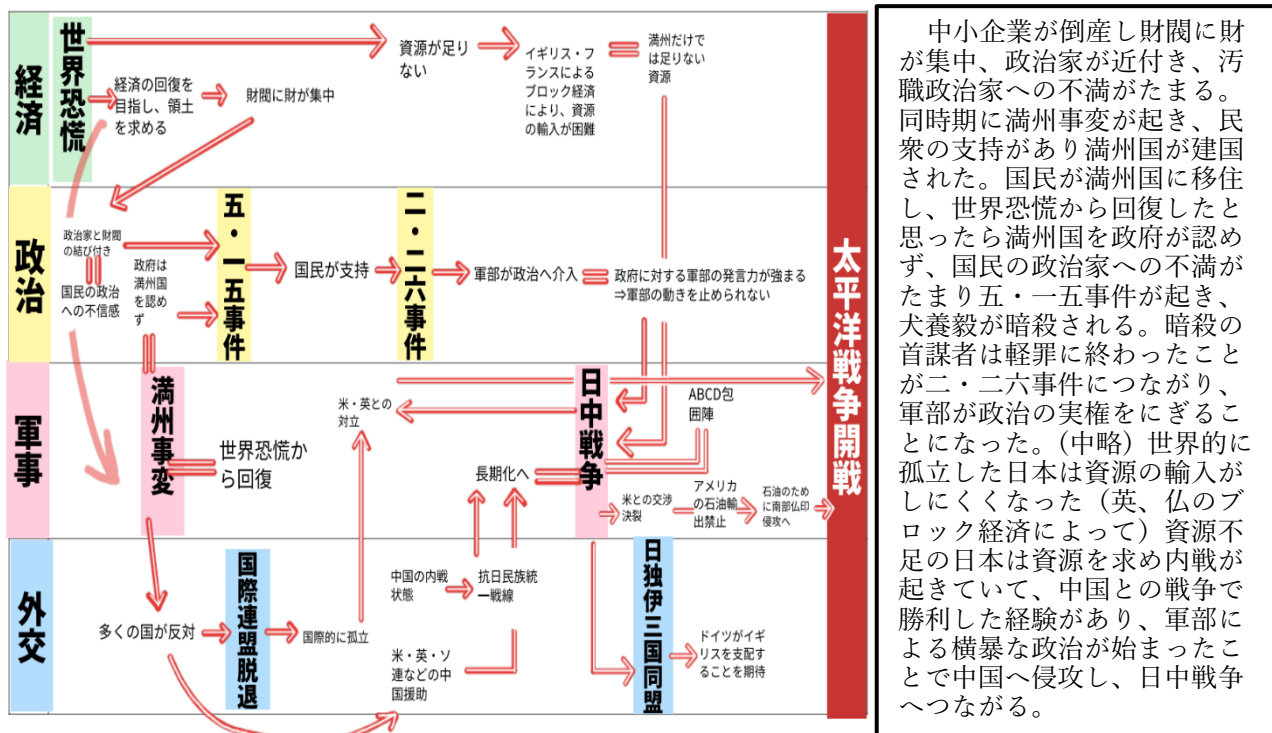 経済
世界恐慌
経済の回復を
目指し、領土
を求める
財閥に財が集中
資源が足り
ない
イギリス・フ
ランスによる
ブロック経済
により、資源
の輸入が困難
満州だけで
は足りない
資源
政治
政治家と財閥
の結び付き
国民の政治
への不信感
政府は
満州国
を認め
ず
五・一五事件
国民が支持
二・二六事件
軍部が政治へ介入
政府に対する軍部の発言力が強まる
⇒軍部の動きを止められない
軍事
満州事変
世界恐慌か
ら回復
米・英との
対立
長期化へ
日中戦争
ABCD包
囲陣
米との交渉
決裂
アメリカ
の石油輸
出禁止
石油のため
に南部仏印
侵攻へ
外交
多くの国が反対
国際連盟脱退
国際的に孤立
中国の内戦
状態
抗日民族統
一戦線
米・英・ソ
連などの中
国援助
日独伊三国同盟
ドイツがイギ
リスを支配す
ることを期待
太平洋戦争開戦
中小企業が倒産し財閥に財
が集中、政治家が近付き、汚
職政治家への不満がたまる。
同時期に満州事変が起き、民
衆の支持があり満州国が建国
された。国民が満州国に移住
し、世界恐慌から回復したと
思ったら満州国を政府が認め
ず、国民の政治家への不満が
たまり五・一五事件が起き、
犬養毅が暗殺される。暗殺の
首謀者は軽罪に終わったこと
が二・二六事件につながり、
軍部が政治の実権をにぎるこ
とになった。(中略) 世界的に
孤立した日本は資源の輸入が
しにくくなった（英、仏のブ
ロック経済によって）資源不
足の日本は資源を求め内戦が
起きていて、中国との戦争で
勝利した経験があり、軍部に
よる横暴な政治が始まったこ
とで中国へ侵攻し、日中戦争
へつながる。